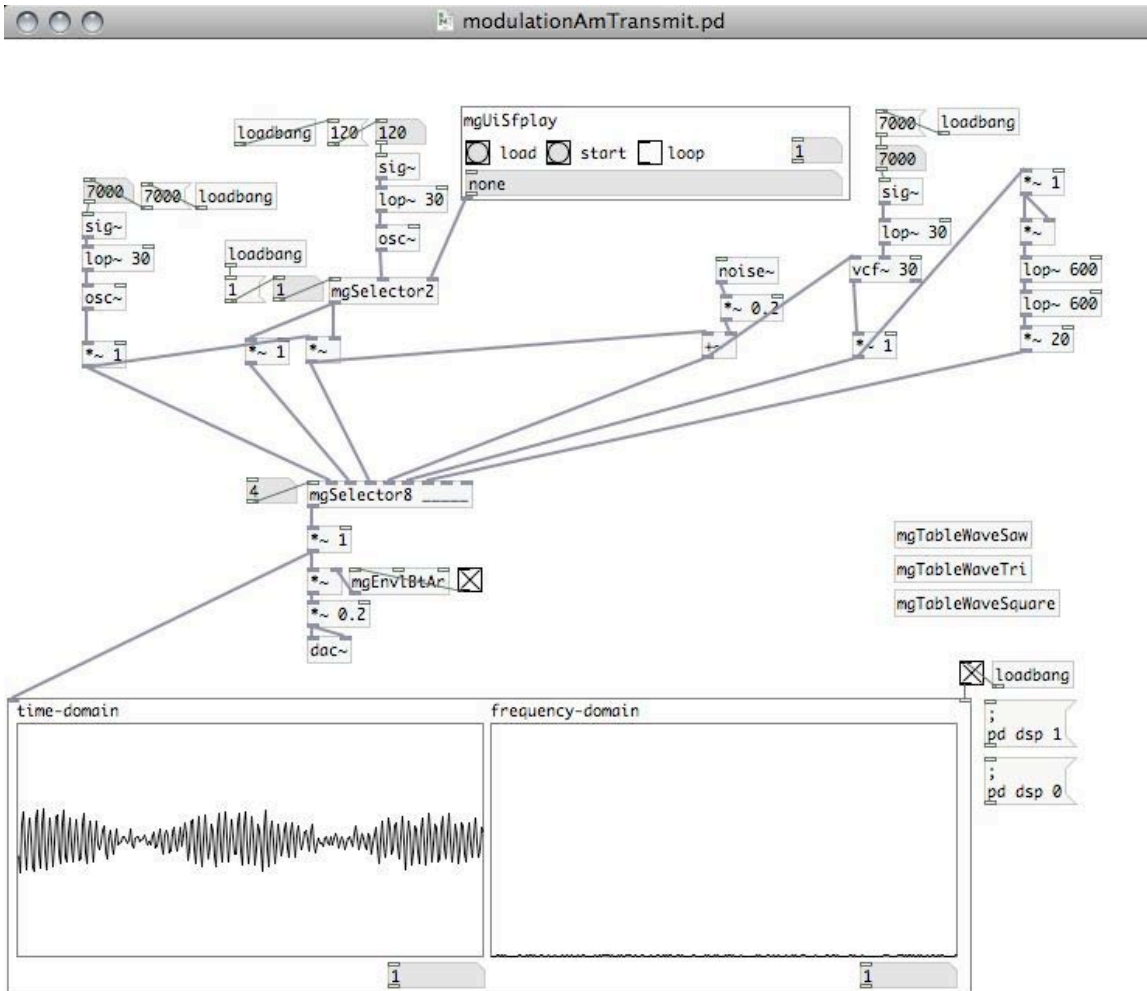 modulationAmTransmit.pd
loadbang
120
120
mgUiSfplay
load
start
loop
1
none
7000
loadbang
7000
sig~
lop~ 30
osc~
7000
7000
loadbang
sig~
lop~ 30
osc~
loadbang
1
1
mgSelector2
noise~
*~ 0.2
sig~
lop~ 30
vcf~ 30
*~ 1
*~
lop~ 600
lop~ 600
*~ 20
*~ 1
*~ 1
*~
+~
*~ 1
4
mgSelector8 _____
*~ 1
*~
mgEnvlBtAr
*~ 0.2
dac~
mgTableWaveSaw
mgTableWaveTri
mgTableWaveSquare
loadbang
;
pd dsp 1
;
pd dsp 0
time-domain
frequency-domain
1
1